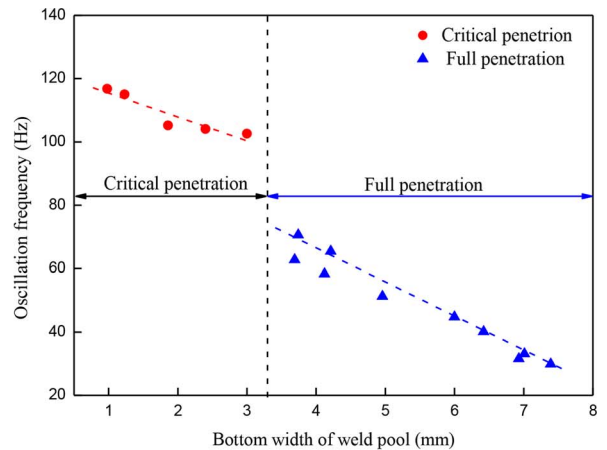 140
120
100
80
60
40
20
Oscillation frequency (Hz)
Critical penetrion
Full penetration
Critical penetration
Full penetration
1 2 3 4 5 6 7 8
Bottom width of weld pool (mm)